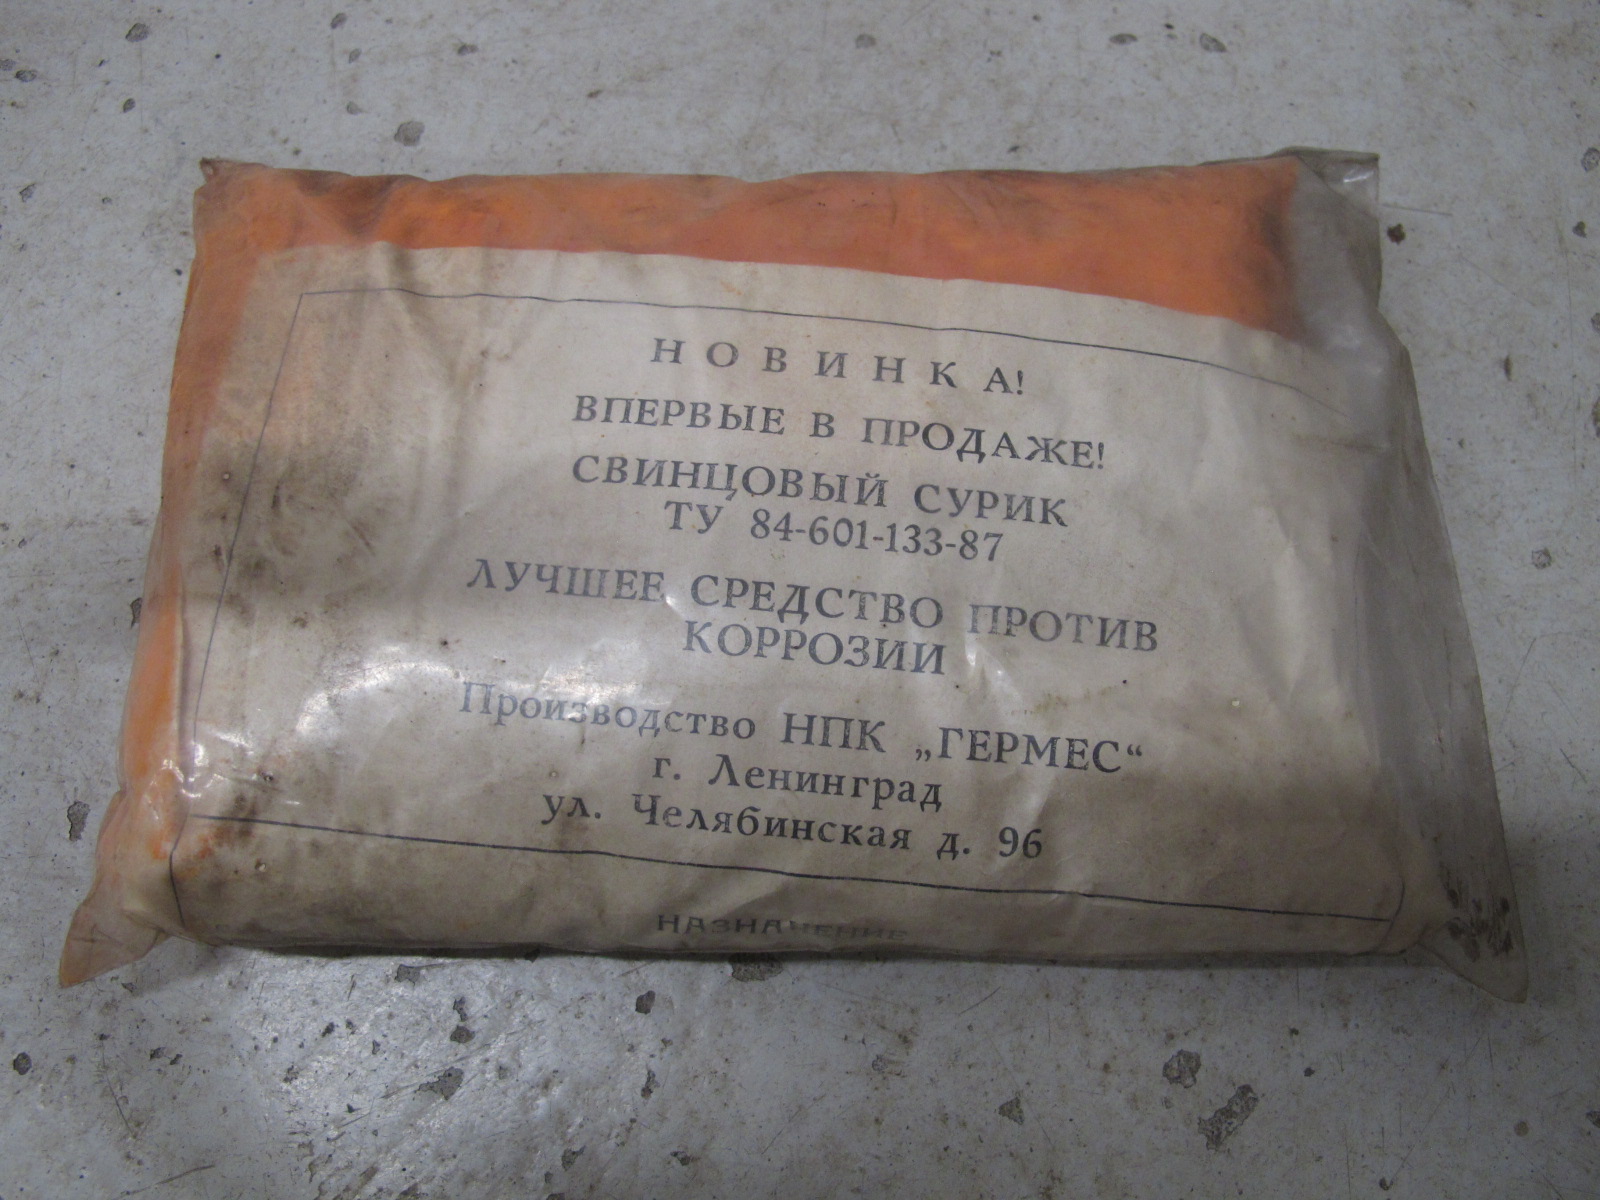 НОВИНКА!
ВПЕРВЫЕ В ПРОДАЖЕ!
СВИНЦОВЫЙ СУРИК
ТУ 84-601-133-87
ЛУЧШЕЕ СРЕДСТВО ПРОТИВ
КОРРОЗИИ
Производство НПК „ГЕРМЕС“
г. Ленинград
ул. Челябинская д. 96
НАЗНАЧЕНИЕ